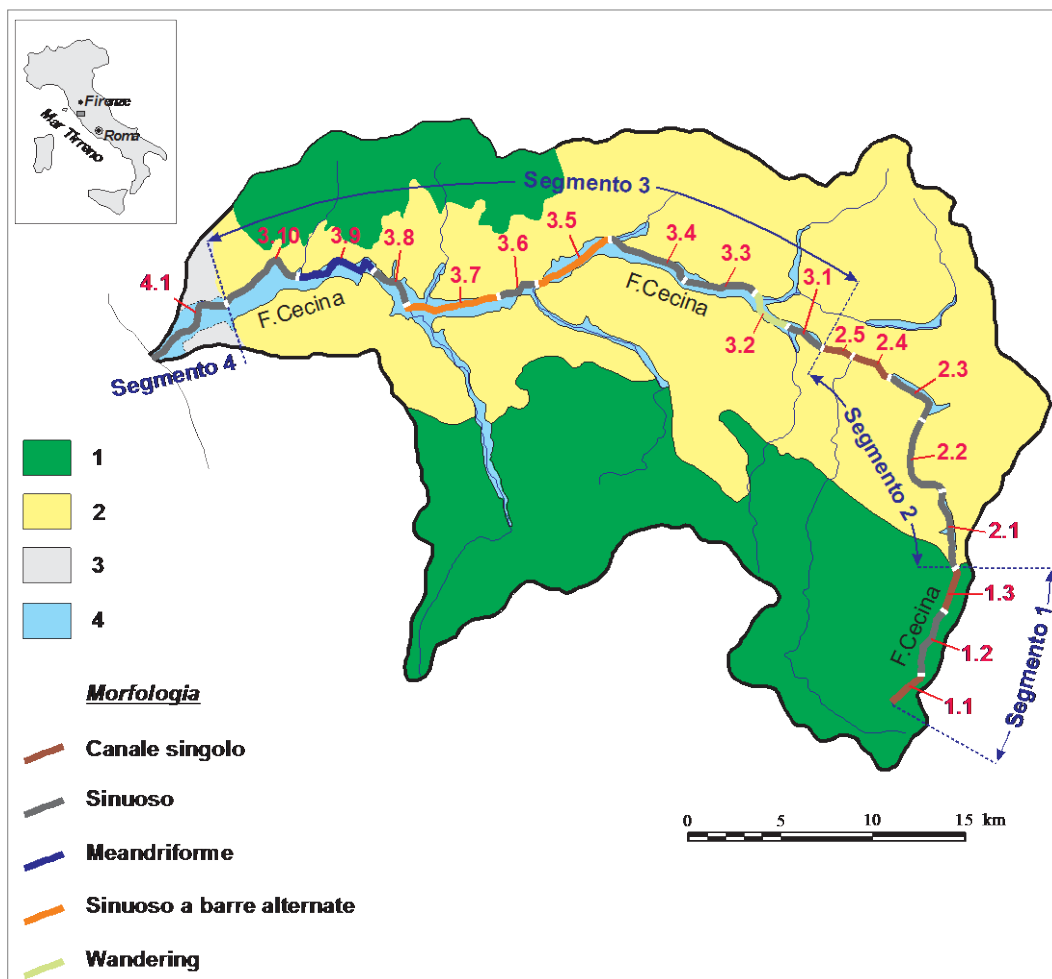 Firenze
Mar Tirreno
Roma
Segmento 3
3.10
3.9
3.8
3.7
3.6
3.5
3.4
3.3
3.2
3.1
4.1
F.Cecina
F.Cecina
Segmento 4
2.5
2.4
2.3
2.2
2.1
Segmento 2
1.3
1.2
1.1
F.Cecina
Segmento 1
1
2
3
4
Morfologia
Canale singolo
Sinuoso
Meandriforme
Sinuoso a barre alternate
Wandering
0 5 10 15 km